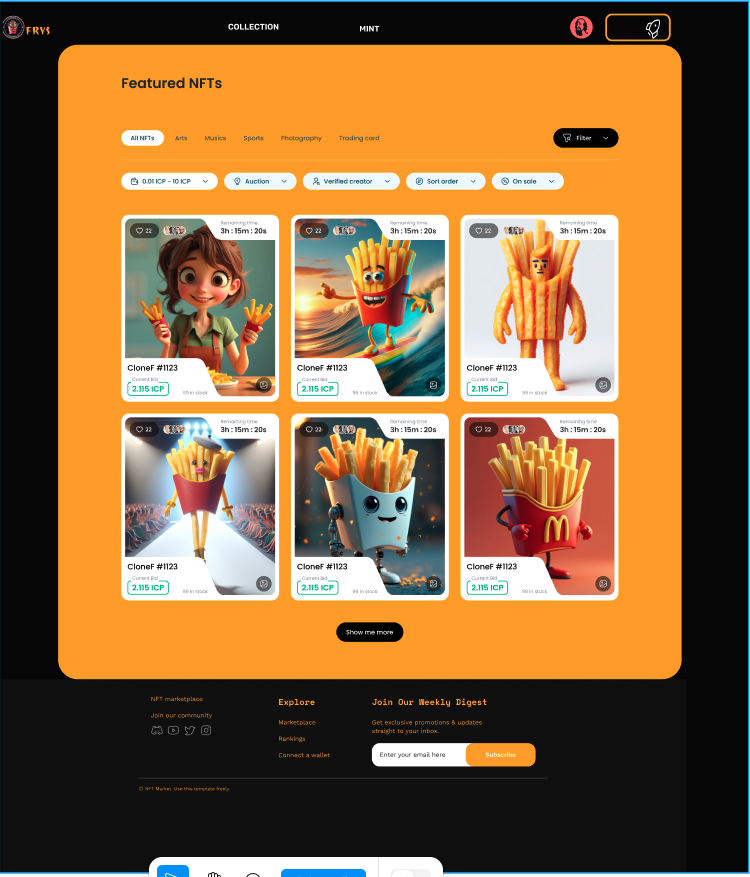 FRYS
COLLECTION
MINT
Featured NFTs
All NFTs
Arts
Musics
Sports
Photography
Trading card
Filter
0.01 ICP - 10 ICP
Auction
Verified creator
Sort order
On sale
22
Remaining time
3h : 15m : 20s
CloneF #1123
Current Bid
2.115 ICP
99 in stock
22
Remaining time
3h : 15m : 20s
CloneF #1123
Current Bid
2.115 ICP
99 in stock
22
Remaining time
3h : 15m : 20s
CloneF #1123
Current Bid
2.115 ICP
99 in stock
22
Remaining time
3h : 15m : 20s
CloneF #1123
Current Bid
2.115 ICP
99 in stock
22
Remaining time
3h : 15m : 20s
CloneF #1123
Current Bid
2.115 ICP
99 in stock
22
Remaining time
3h : 15m : 20s
CloneF #1123
Current Bid
2.115 ICP
99 in stock
Show me more
NFT marketplace
Join our community
Explore
Marketplace
Rankings
Connect a wallet
Join Our Weekly Digest
Get exclusive promotions & updates
straight to your inbox.
Enter your email here
Subscribe
© NFT Market. Use this template freely.